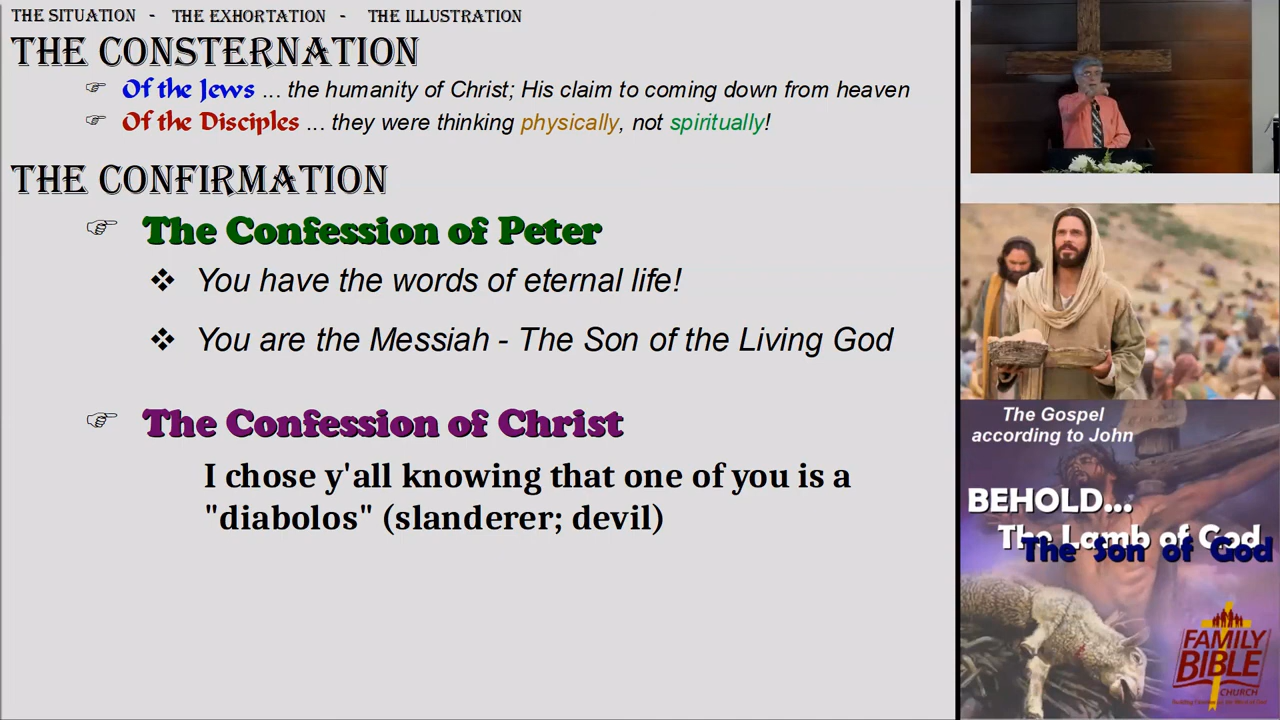 THE SITUATION - THE EXHORTATION - THE ILLUSTRATION
THE CONSTERNATION
Of the Jews ... the humanity of Christ; His claim to coming down from heaven
Of the Disciples ... they were thinking physically, not spiritually!
THE CONFIRMATION
The Confession of Peter
You have the words of eternal life!
You are the Messiah - The Son of the Living God
The Confession of Christ
I chose y'all knowing that one of you is a
"diabolos" (slanderer; devil)
The Gospel
according to John
BEHOLD...
The Lamb of God
The Son of God
FAMILY
BIBLE
CHURCH